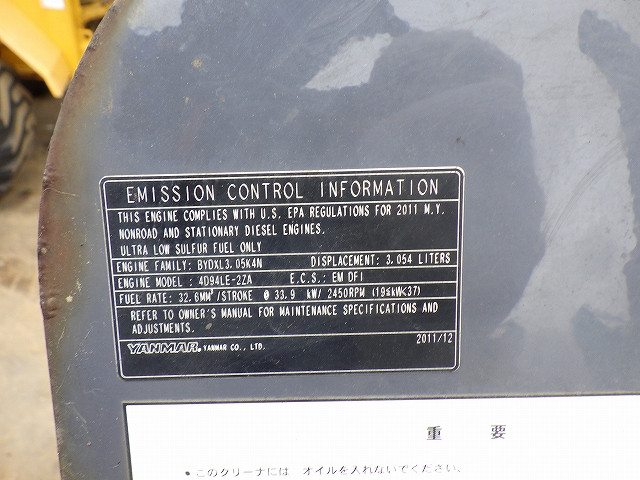 EMISSION CONTROL INFORMATION
THIS ENGINE COMPLIES WITH U.S. EPA REGULATIONS FOR 2011 M.Y.
NONROAD AND STATIONARY DIESEL ENGINES.
ULTRA LOW SULFUR FUEL ONLY
ENGINE FAMILY: BYDXL3.05K4N DISPLACEMENT: 3.054 LITERS
ENGINE MODEL : 4D94LE-2ZA E.C.S.: EM DFI
FUEL RATE: 32.6MM³/STROKE @ 33.9 kW/ 2450RPM (19≦kW<37)
REFER TO OWNER'S MANUAL FOR MAINTENANCE SPECIFICATIONS AND
ADJUSTMENTS.
2011/12
YANMAR. YANMAR CO., LTD.
重 要
・このクリーナには オイルを入れないでください。